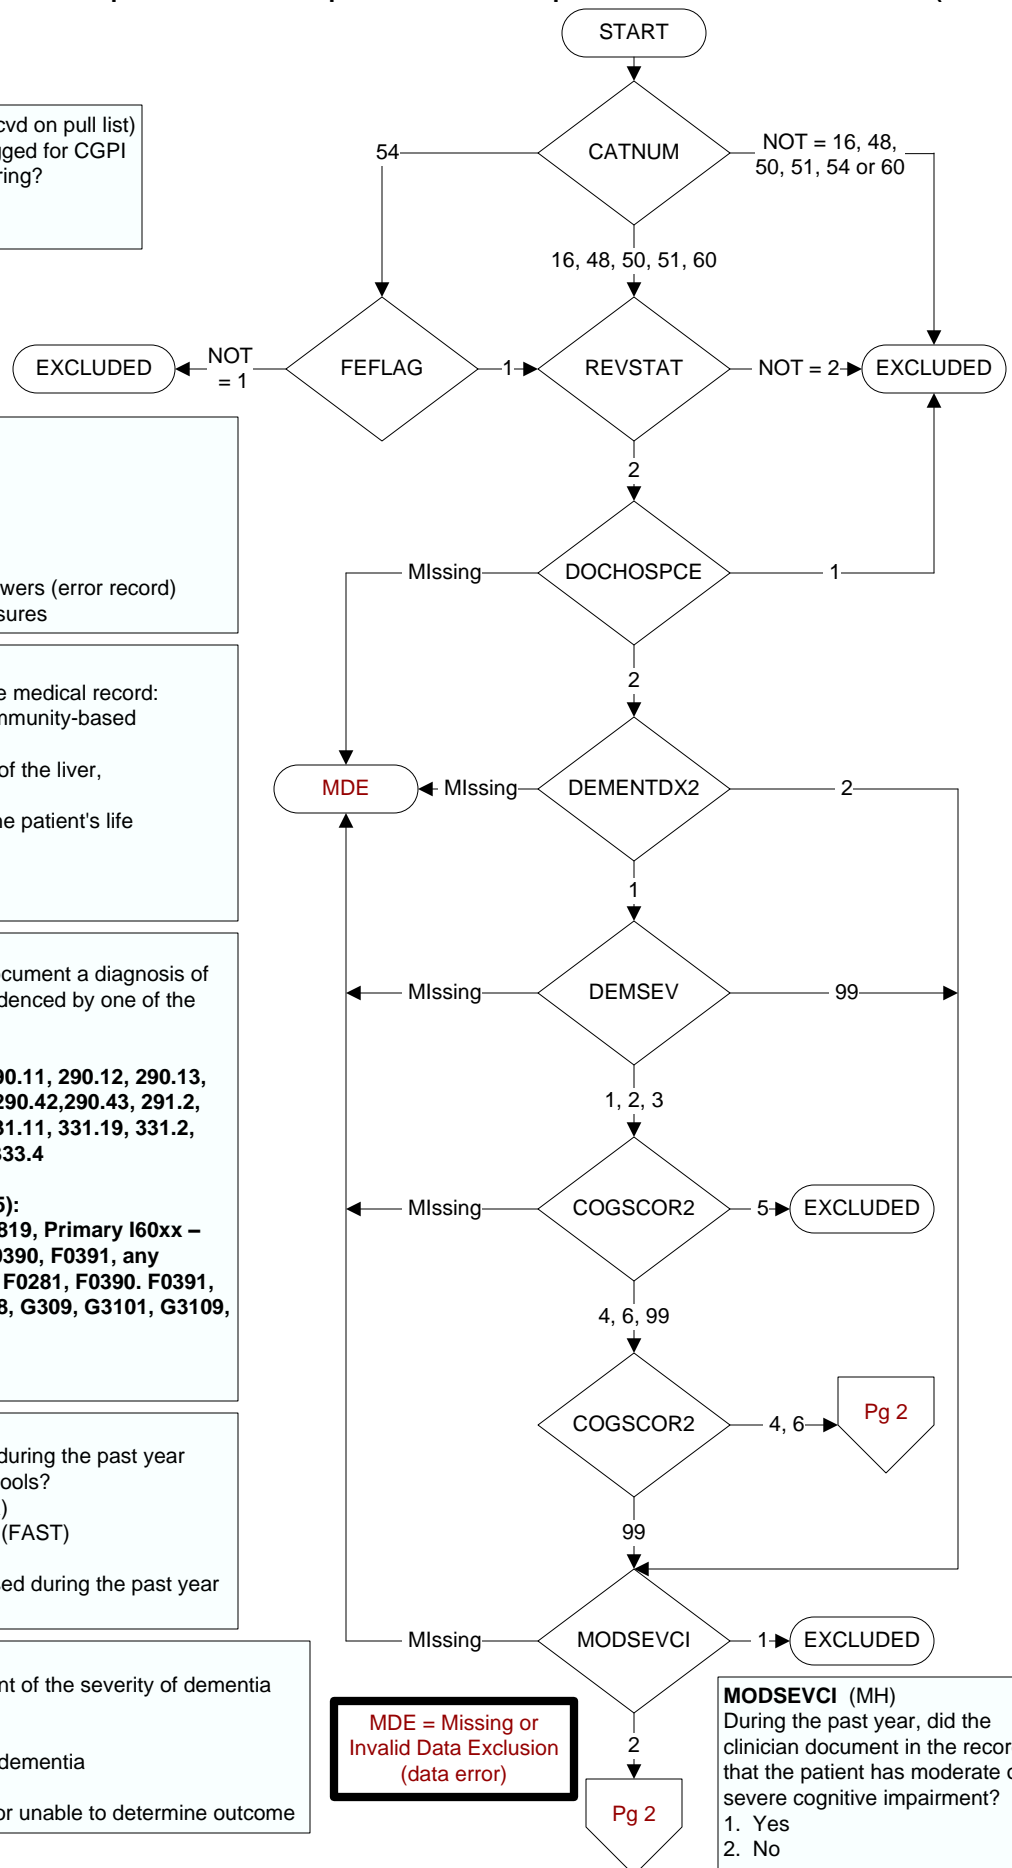 START
cvd on pull list)
gged for CGPI
ring?
CATNUM
54
NOT = 16, 48,
50, 51, 54 or 60
16, 48, 50, 51, 60
EXCLUDED
NOT
= 1
FEFLAG
1
REVSTAT
NOT = 2
EXCLUDED
2
wers (error record)
sures
MIssing
DOCHOSPCE
1
2
e medical record:
mmunity-based
of the liver,
he patient's life
MDE
MIssing
DEMENTDX2
2
1
ocument a diagnosis of
denced by one of the
90.11, 290.12, 290.13,
290.42,290.43, 291.2,
31.11, 331.19, 331.2,
333.4
5):
819, Primary I60xx –
0390, F0391, any
F0281, F0390. F0391,
8, G309, G3101, G3109,
MIssing
DEMSEV
99
1, 2, 3
MIssing
COGSCOR2
5
EXCLUDED
4, 6, 99
COGSCOR2
4, 6
Pg 2
99
during the past year
tools?
)
(FAST)
sed during the past year
MIssing
MODSEVCI
1
EXCLUDED
2
Pg 2
nt of the severity of dementia
dementia
or unable to determine outcome
MDE = Missing or
Invalid Data Exclusion
(data error)
MODSEVCI (MH)
During the past year, did the
clinician document in the recor
that the patient has moderate o
severe cognitive impairment?
1. Yes
2. No